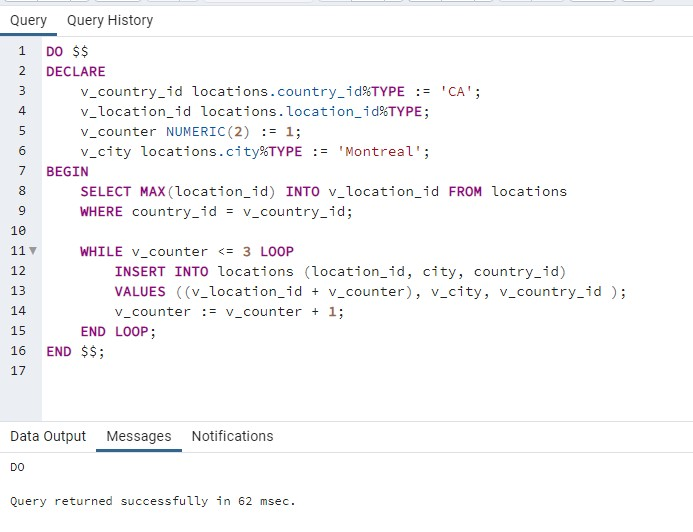 Query Query History
1 DO $$
2 DECLARE
3 v_country_id locations.country_id%TYPE := 'CA';
4 v_location_id locations.location_id%TYPE;
5 v_counter NUMERIC(2) := 1;
6 v_city locations.city%TYPE := 'Montreal';
7 BEGIN
8 SELECT MAX(location_id) INTO v_location_id FROM locations
9 WHERE country_id = v_country_id;
10
11 WHILE v_counter <= 3 LOOP
12 INSERT INTO locations (location_id, city, country_id)
13 VALUES ((v_location_id + v_counter), v_city, v_country_id );
14 v_counter := v_counter + 1;
15 END LOOP;
16 END $$;
17
Data Output Messages Notifications
DO
Query returned successfully in 62 msec.